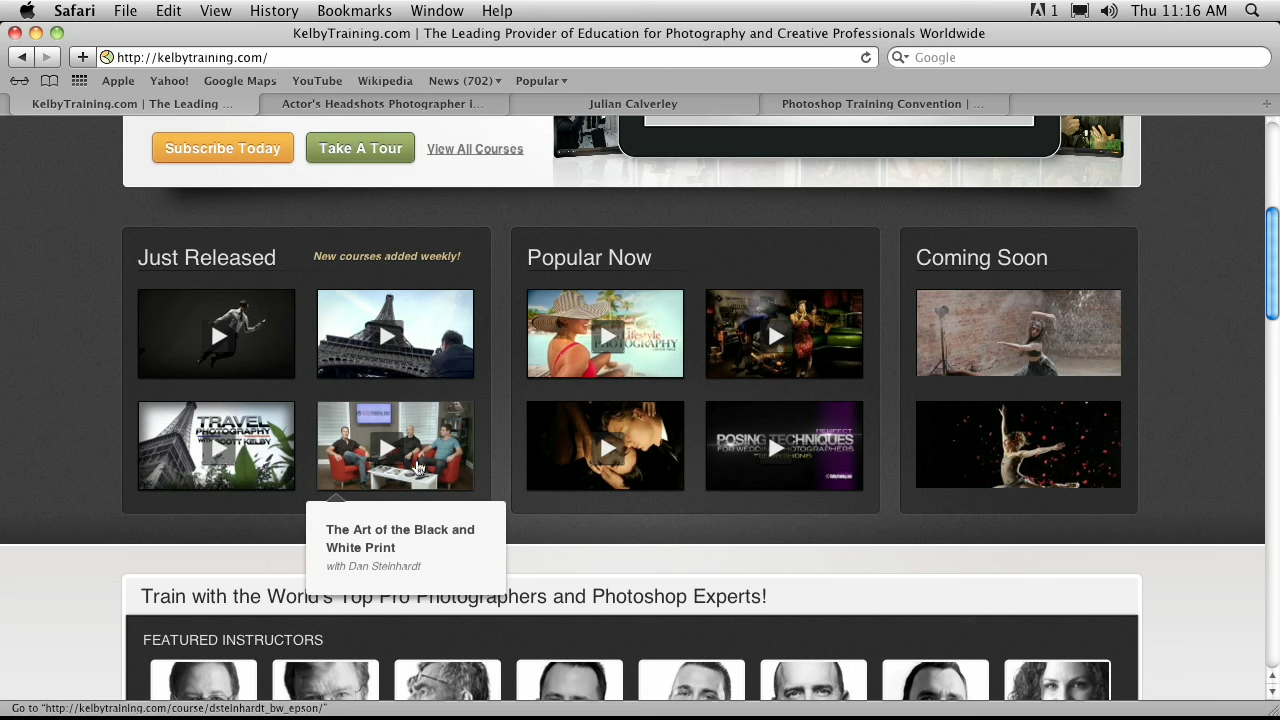 Safari File Edit View History Bookmarks Window Help
1 Thu 11:16 AM
KelbyTraining.com | The Leading Provider of Education for Photography and Creative Professionals Worldwide
http://kelbytraining.com/
Google
Apple Yahoo! Google Maps YouTube Wikipedia News (702) Popular
KelbyTraining.com | The Leading ...
Actor's Headshots Photographer i...
Julian Calverley
Photoshop Training Convention | ...
Subscribe Today
Take A Tour
View All Courses
Just Released
New courses added weekly!
Popular Now
Coming Soon
Lifestyle
PHOTOGRAPHY
TRAVEL
PHOTOGRAPHY
WITH SCOTT KELBY
PERFECT
POSING TECHNIQUES
FOR WEDDING PHOTOGRAPHERS
The Art of the Black and
White Print
with Dan Steinhardt
Train with the World's Top Pro Photographers and Photoshop Experts!
FEATURED INSTRUCTORS
Go to "http://kelbytraining.com/course/dsteinhardt_bw_epson/"